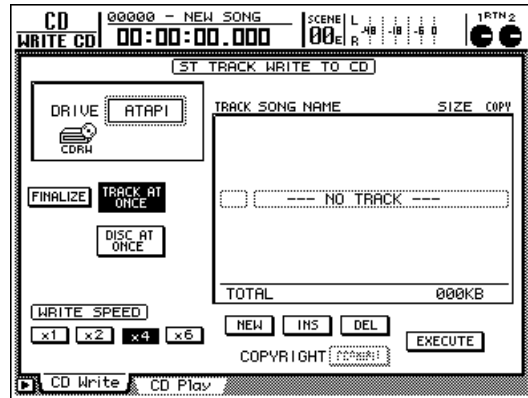 CD
WRITE CD
00000 - NEW SONG
00:00:00.000
SCENE
00E
L -48 -18 -6 0
R
1RTN2
ST TRACK WRITE TO CD
DRIVE ATAPI
CDRW
TRACK SONG NAME SIZE COPY
FINALIZE
TRACK AT ONCE
--- NO TRACK ---
DISC AT ONCE
TOTAL 000KB
WRITE SPEED
x1 x2 x4 x6
NEW INS DEL
EXECUTE
COPYRIGHT
CD Write CD Play